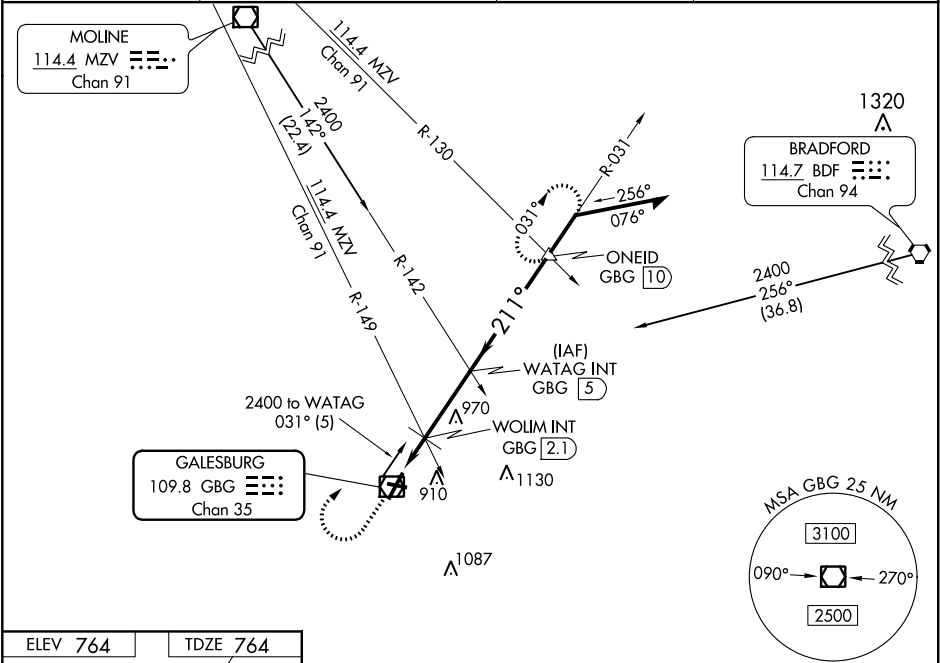 MOLINE
114.4 MZV
Chan 91
114.4 MZV
Chan 91
2400
142°
(22.4)
R-130
R-031
1320
BRADFORD
114.7 BDF
Chan 94
031°
256°
076°
114.4 MZV
Chan 91
R-142
ONEID
GBG 10
2400
256°
(36.8)
R-149
211°
(IAF)
WATAG INT
GBG 5
2400 to WATAG
031° (5)
970
WOLIM INT
GBG 2.1
GALESBURG
109.8 GBG
Chan 35
910
1130
MSA GBG 25 NM
3100
090°
270°
2500
1087
ELEV 764
TDZE 764